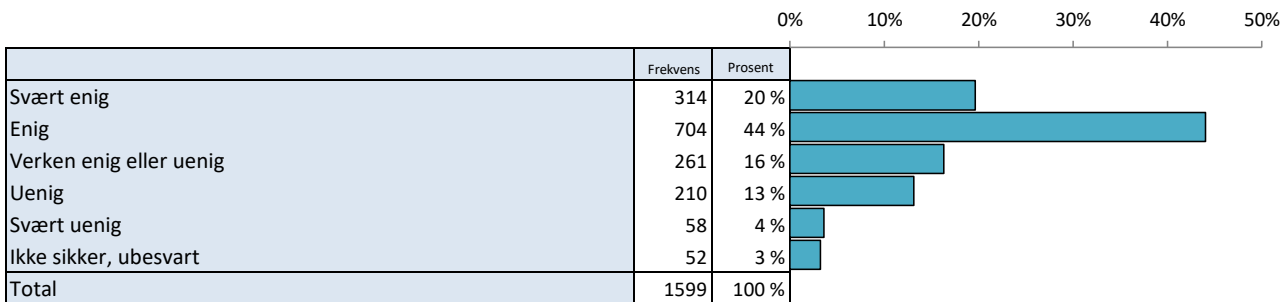 0% 10% 20% 30% 40% 50%
Frekvens Prosent
Svært enig 314 20 %
Enig 704 44 %
Verken enig eller uenig 261 16 %
Uenig 210 13 %
Svært uenig 58 4 %
Ikke sikker, ubesvart 52 3 %
Total 1599 100 %